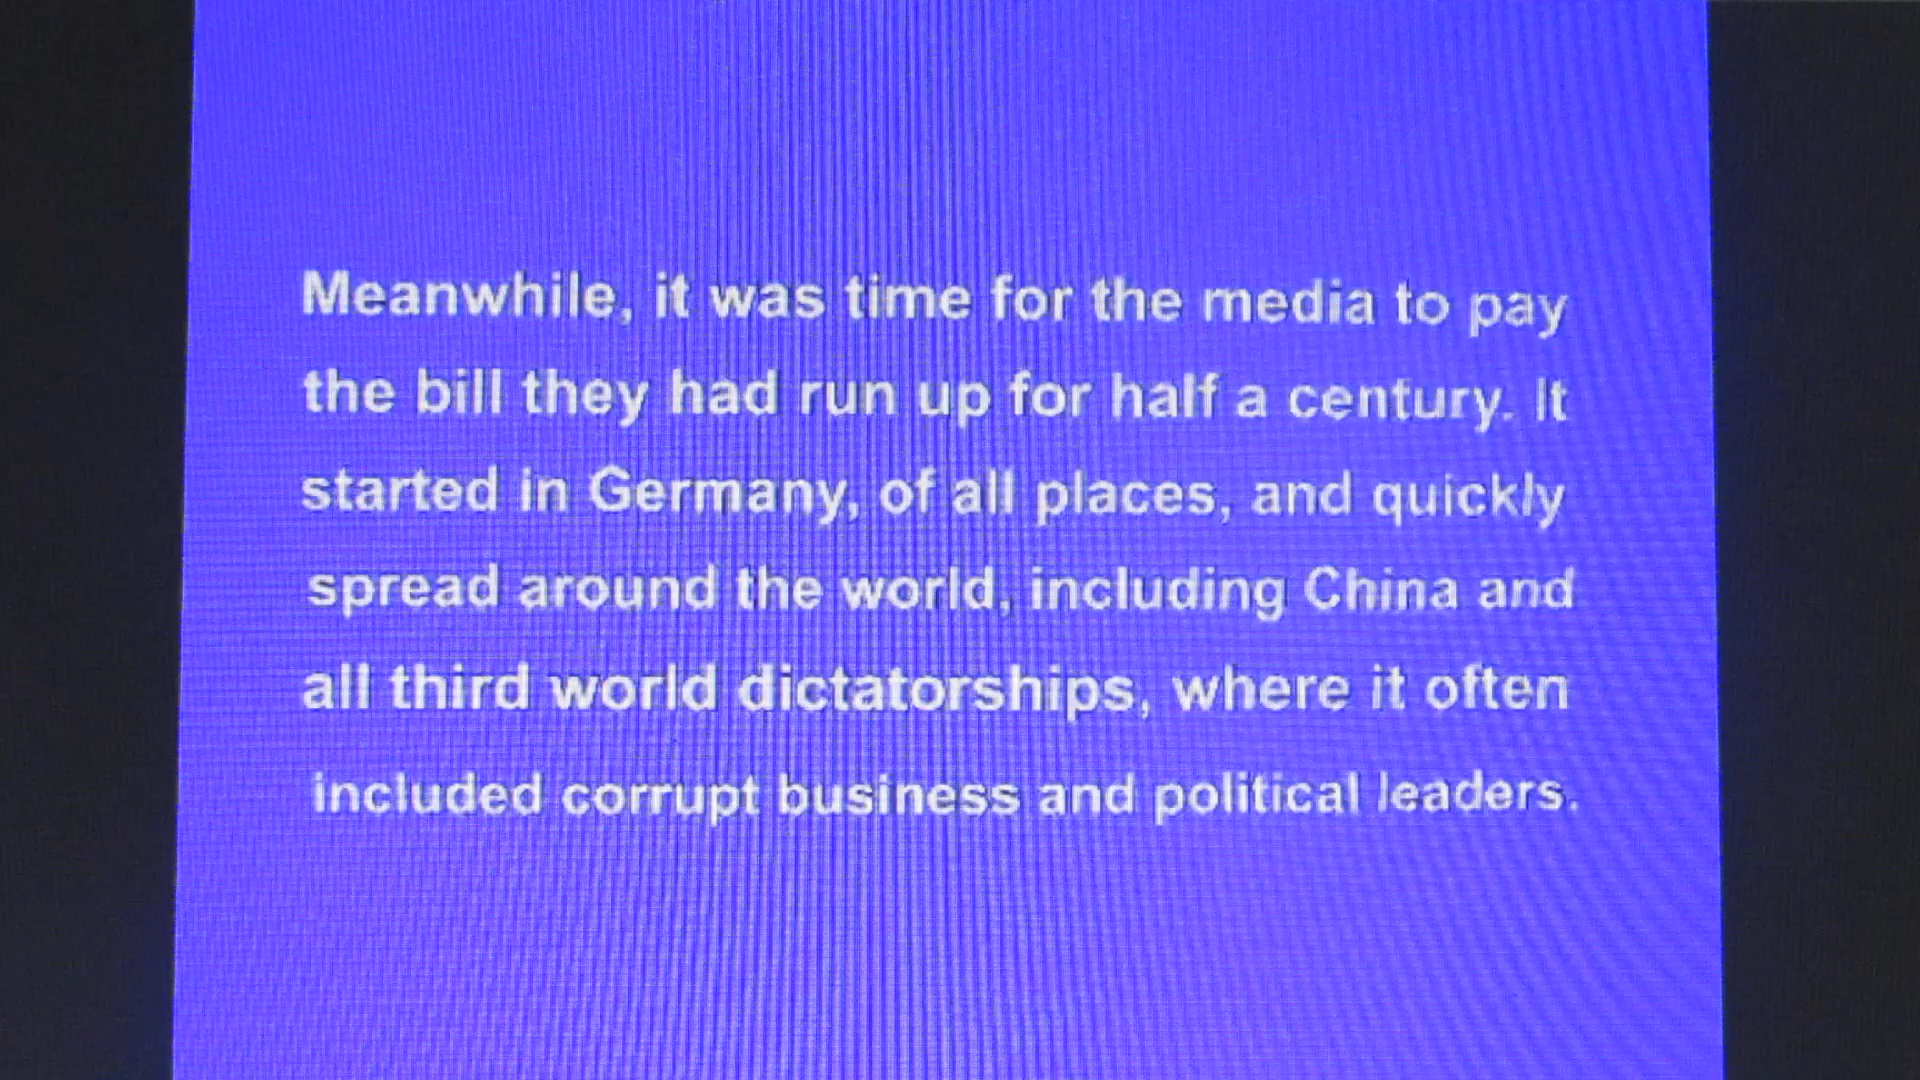 Meanwhile, it was time for the media to pay
the bill they had run up for half a century. It
started in Germany, of all places, and quickly
spread around the world, including China and
all third world dictatorships, where it often
included corrupt business and political leaders.